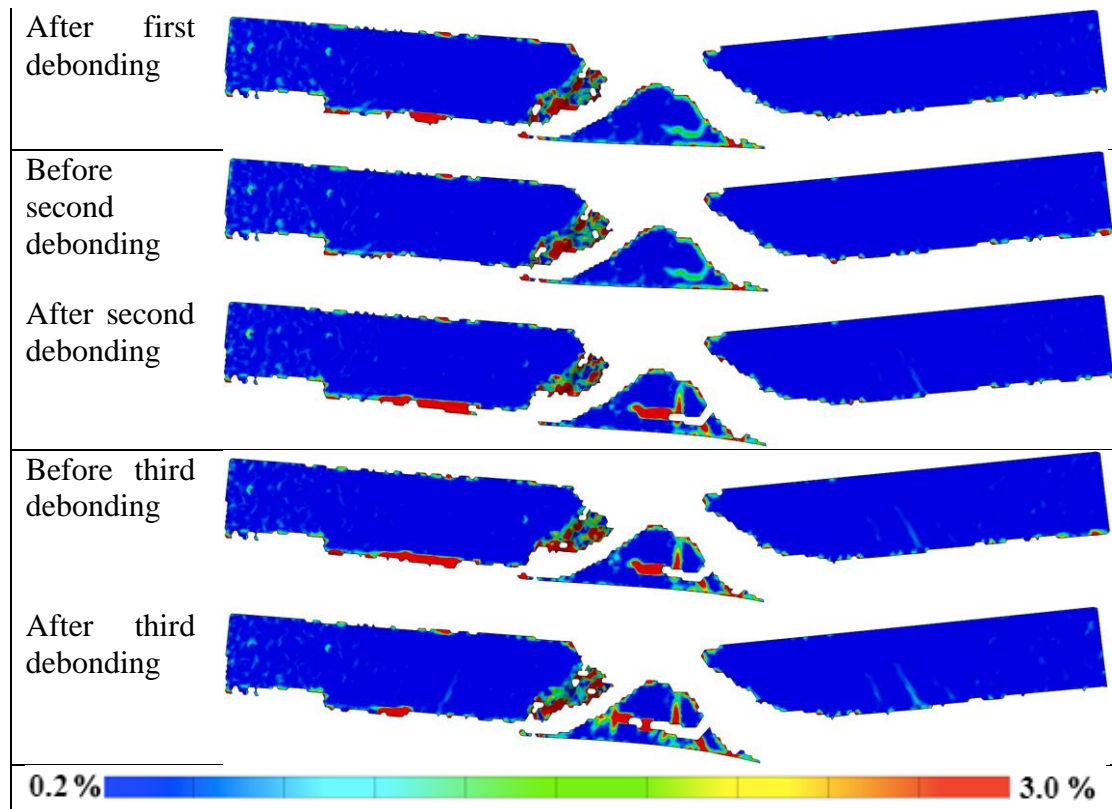 After first
debonding
Before
second
debonding
After second
debonding
Before third
debonding
After third
debonding
0.2 % 3.0 %